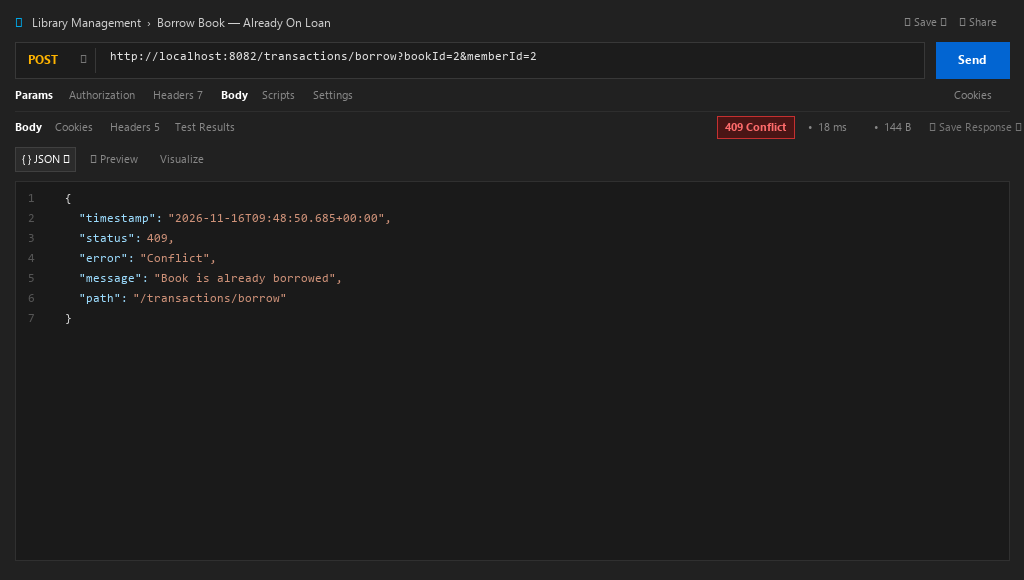 Library Management › Borrow Book — Already On Loan Save Share
POST http://localhost:8082/transactions/borrow?bookId=2&memberId=2 Send
Params Authorization Headers 7 Body Scripts Settings Cookies
Body Cookies Headers 5 Test Results 409 Conflict • 18 ms • 144 B Save Response
{ } JSON Preview Visualize
1 {
2 "timestamp": "2026-11-16T09:48:50.685+00:00",
3 "status": 409,
4 "error": "Conflict",
5 "message": "Book is already borrowed",
6 "path": "/transactions/borrow"
7 }